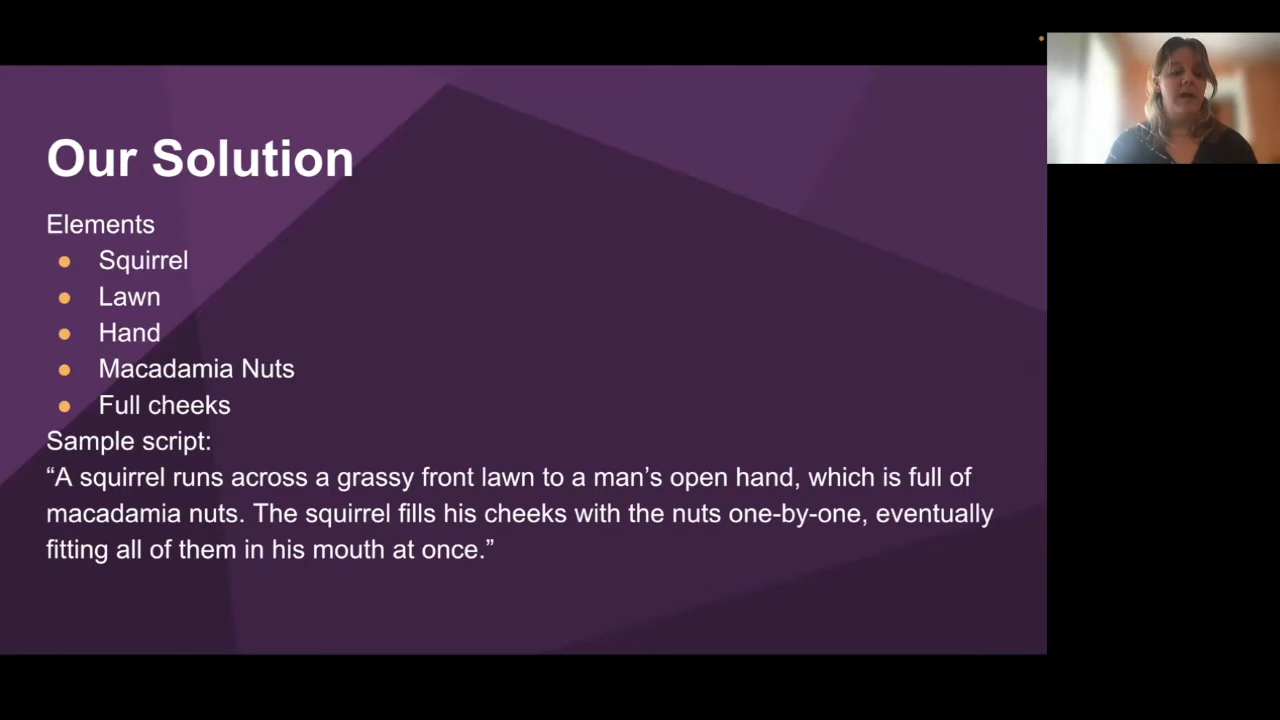 Our Solution
Elements
● Squirrel
● Lawn
● Hand
● Macadamia Nuts
● Full cheeks
Sample script:
“A squirrel runs across a grassy front lawn to a man’s open hand, which is full of
macadamia nuts. The squirrel fills his cheeks with the nuts one-by-one, eventually
fitting all of them in his mouth at once.”